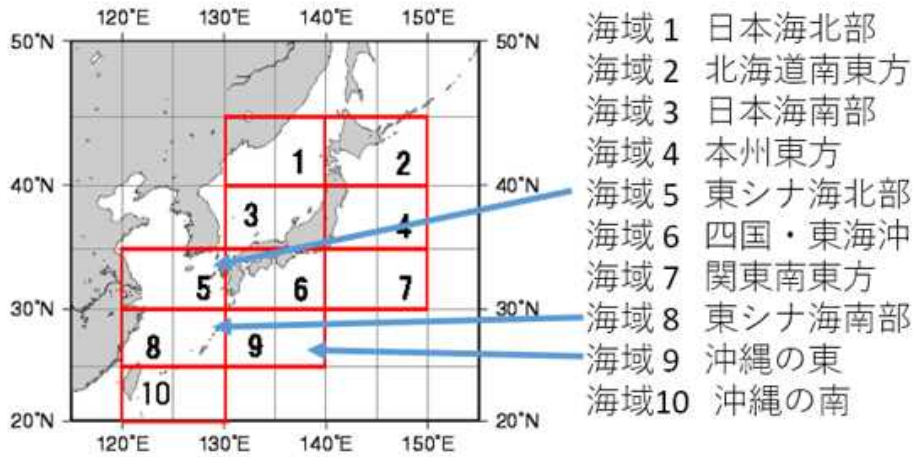 120°E 130°E 140°E 150°E
50°N 50°N
40°N 40°N
30°N 30°N
20°N 20°N
120°E 130°E 140°E 150°E
1
2
3
4
5
6
7
8
9
10
海域1 日本海北部
海域2 北海道南東方
海域3 日本海南部
海域4 本州東方
海域5 東シナ海北部
海域6 四国・東海沖
海域7 関東南東方
海域8 東シナ海南部
海域9 沖縄の東
海域10 沖縄の南